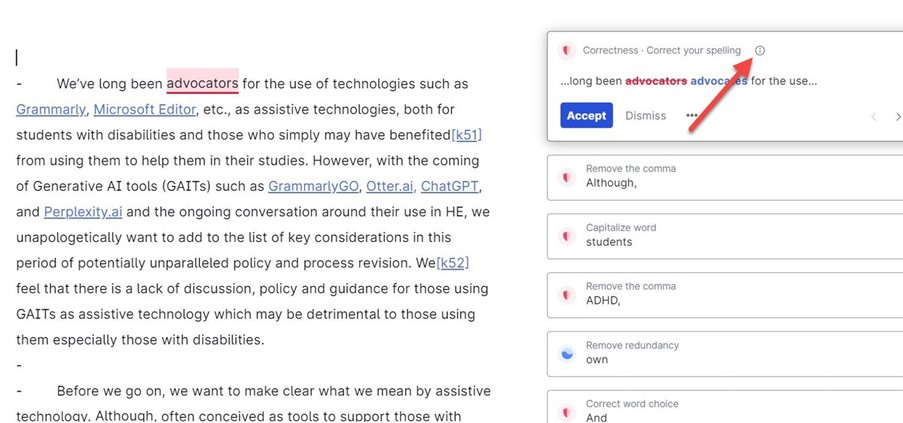 - We've long been advocators for the use of technologies such as
Grammarly, Microsoft Editor, etc., as assistive technologies, both for
students with disabilities and those who simply may have benefited[k51]
from using them to help them in their studies. However, with the coming
of Generative AI tools (GAITs) such as GrammarlyGO, Otter.ai, ChatGPT,
and Perplexity.ai and the ongoing conversation around their use in HE, we
unapologetically want to add to the list of key considerations in this
period of potentially unparalleled policy and process revision. We[k52]
feel that there is a lack of discussion, policy and guidance for those using
GAITs as assistive technology which may be detrimental to those using
them especially those with disabilities.
-
- Before we go on, we want to make clear what we mean by assistive
technology. Although, often conceived as tools to support those with
Correctness · Correct your spelling
...long been advocators advocates for the use...
Accept Dismiss
Remove the comma
Although,
Capitalize word
students
Remove the comma
ADHD,
Remove redundancy
own
Correct word choice
And